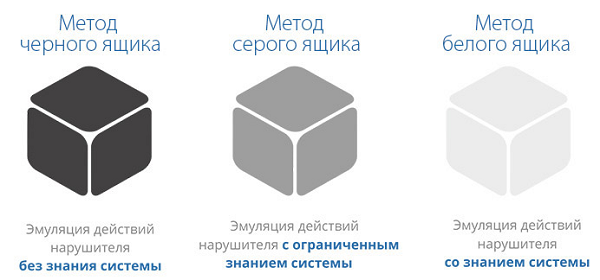 Метод
черного ящика
Эмуляция действий
нарушителя
без знания системы
Метод
серого ящика
Эмуляция действий
нарушителя с ограниченным
знанием системы
Метод
белого ящика
Эмуляция действий
нарушителя
со знанием системы